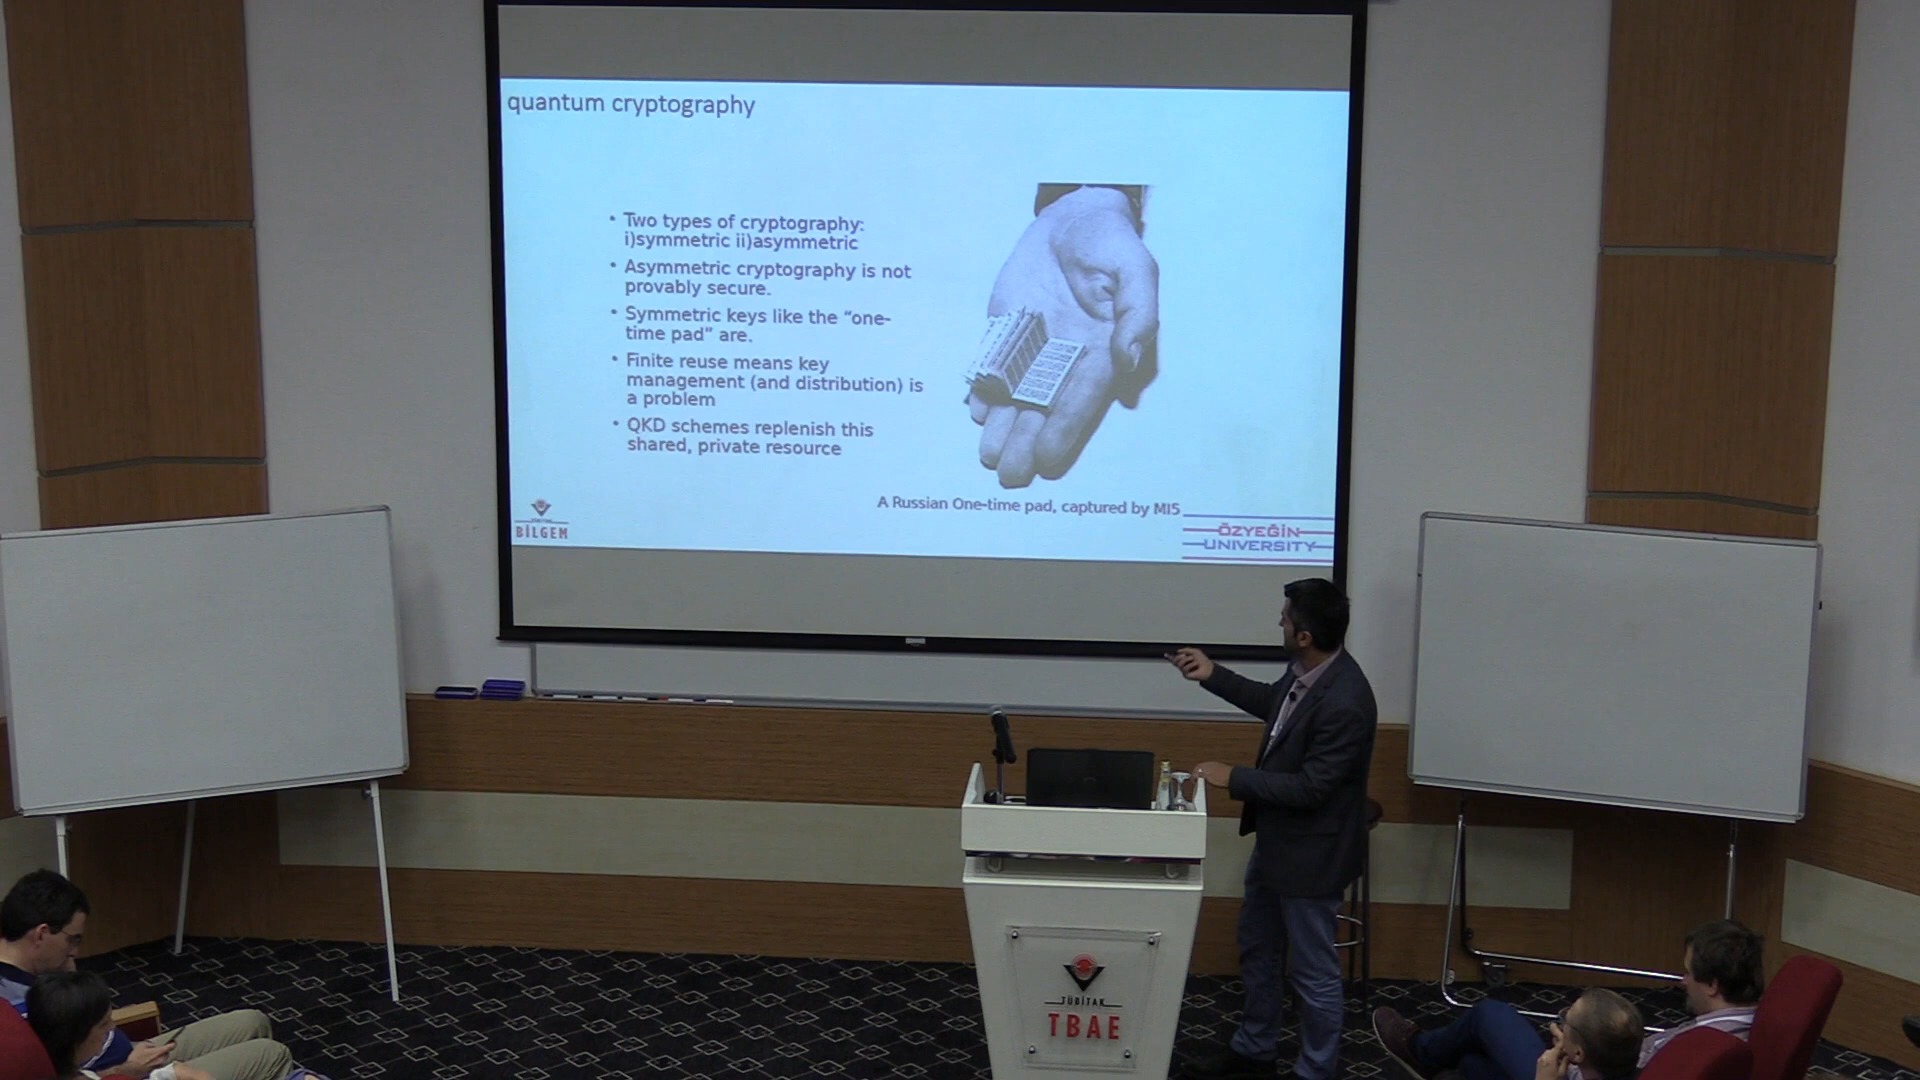 quantum cryptography
• Two types of cryptography:
i)symmetric ii)asymmetric
• Asymmetric cryptography is not
provably secure.
• Symmetric keys like the “one-
time pad” are.
• Finite reuse means key
management (and distribution) is
a problem
• QKD schemes replenish this
shared, private resource
A Russian One-time pad, captured by MI5
BİLGEM
ÖZYEĞİN
UNIVERSITY
TÜBİTAK
TBAE